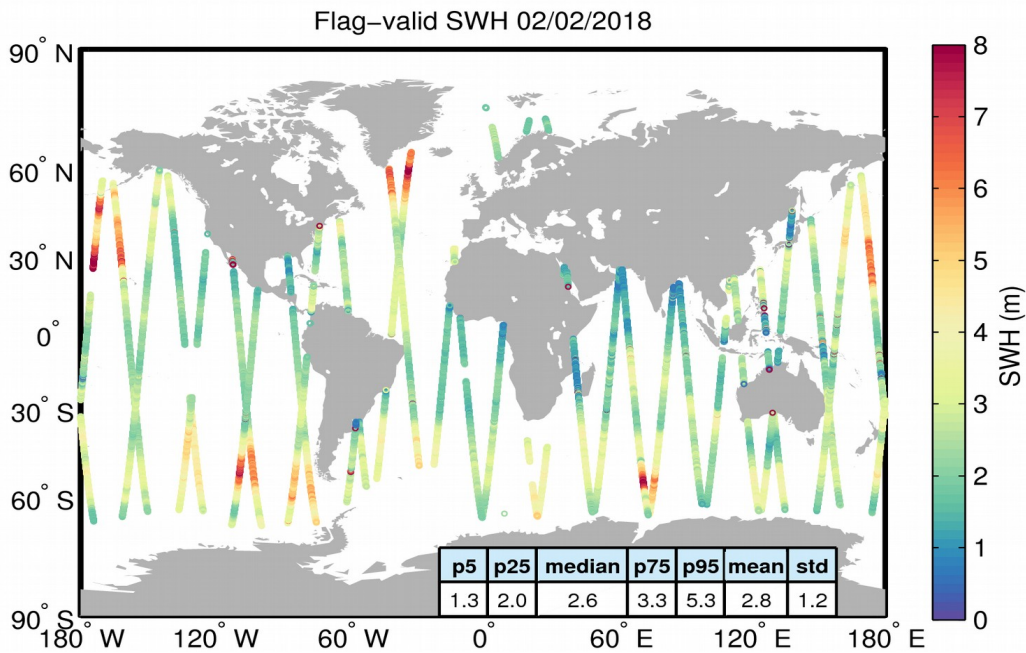 Flag−valid SWH 02/02/2018
90° N
60° N
30° N
0°
30° S
60° S
90° S
180° W
120° W
60° W
0°
60° E
120° E
180° E
p5 p25 median p75 p95 mean std
1.3 2.0 2.6 3.3 5.3 2.8 1.2
8
7
6
5
4
3
2
1
0
SWH (m)